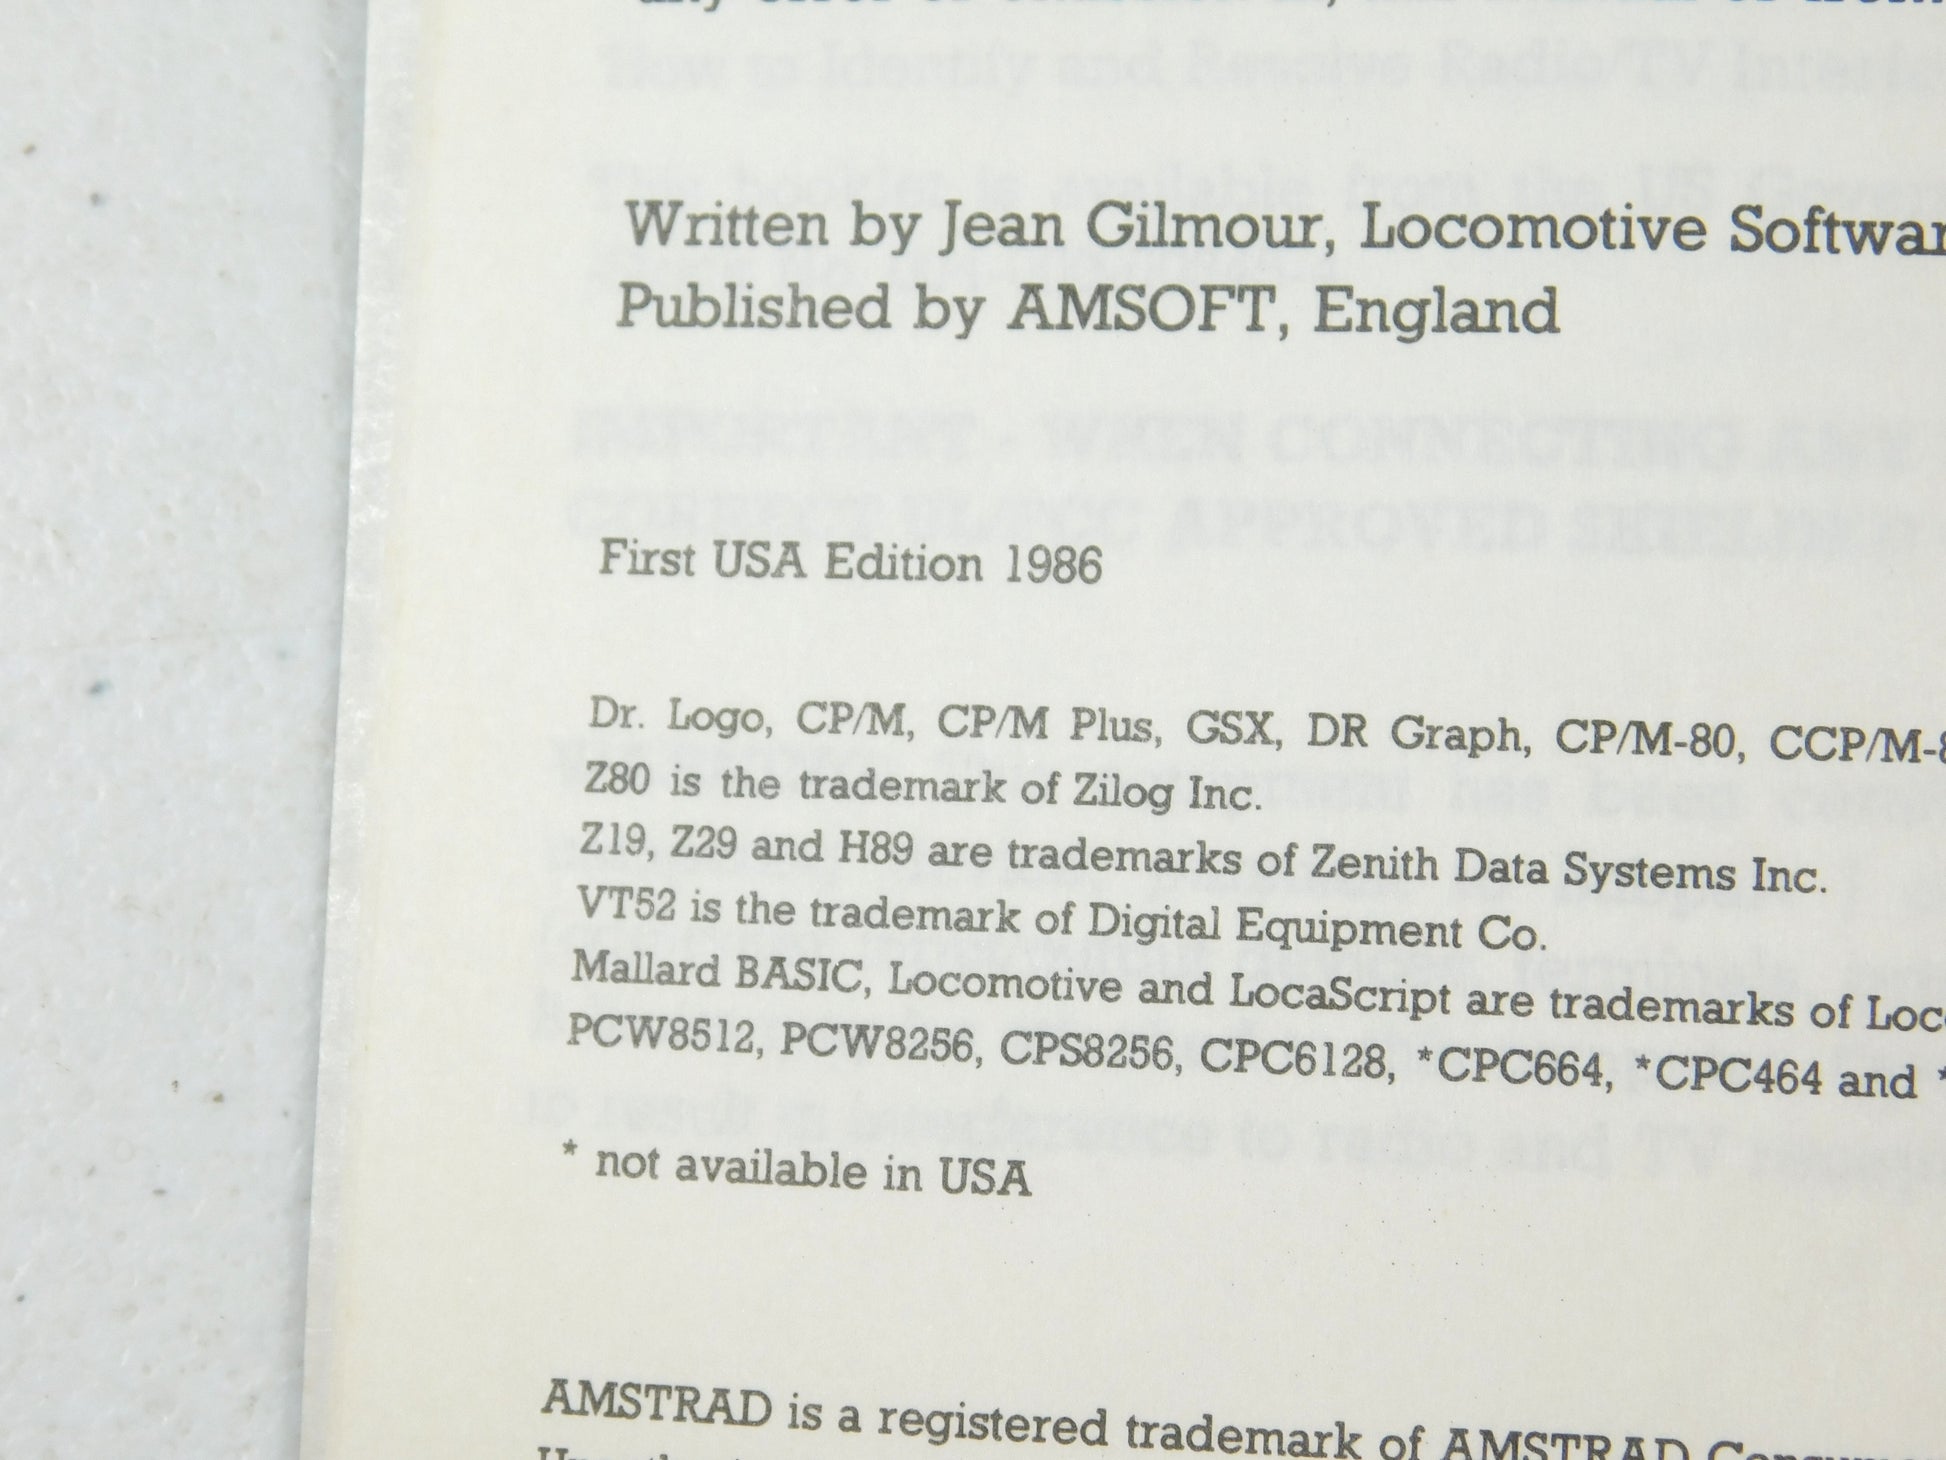 Written by Jean Gilmour, Locomotive Softwar
Published by AMSOFT, England
First USA Edition 1986
Dr. Logo, CP/M, CP/M Plus, GSX, DR Graph, CP/M-80, CCP/M-8
Z80 is the trademark of Zilog Inc.
Z19, Z29 and H89 are trademarks of Zenith Data Systems Inc.
VT52 is the trademark of Digital Equipment Co.
Mallard BASIC, Locomotive and LocaScript are trademarks of Loc
PCW8512, PCW8256, CPS8256, CPC6128, *CPC664, *CPC464 and *
* not available in USA
AMSTRAD is a registered trademark of AMSTRAD Consume